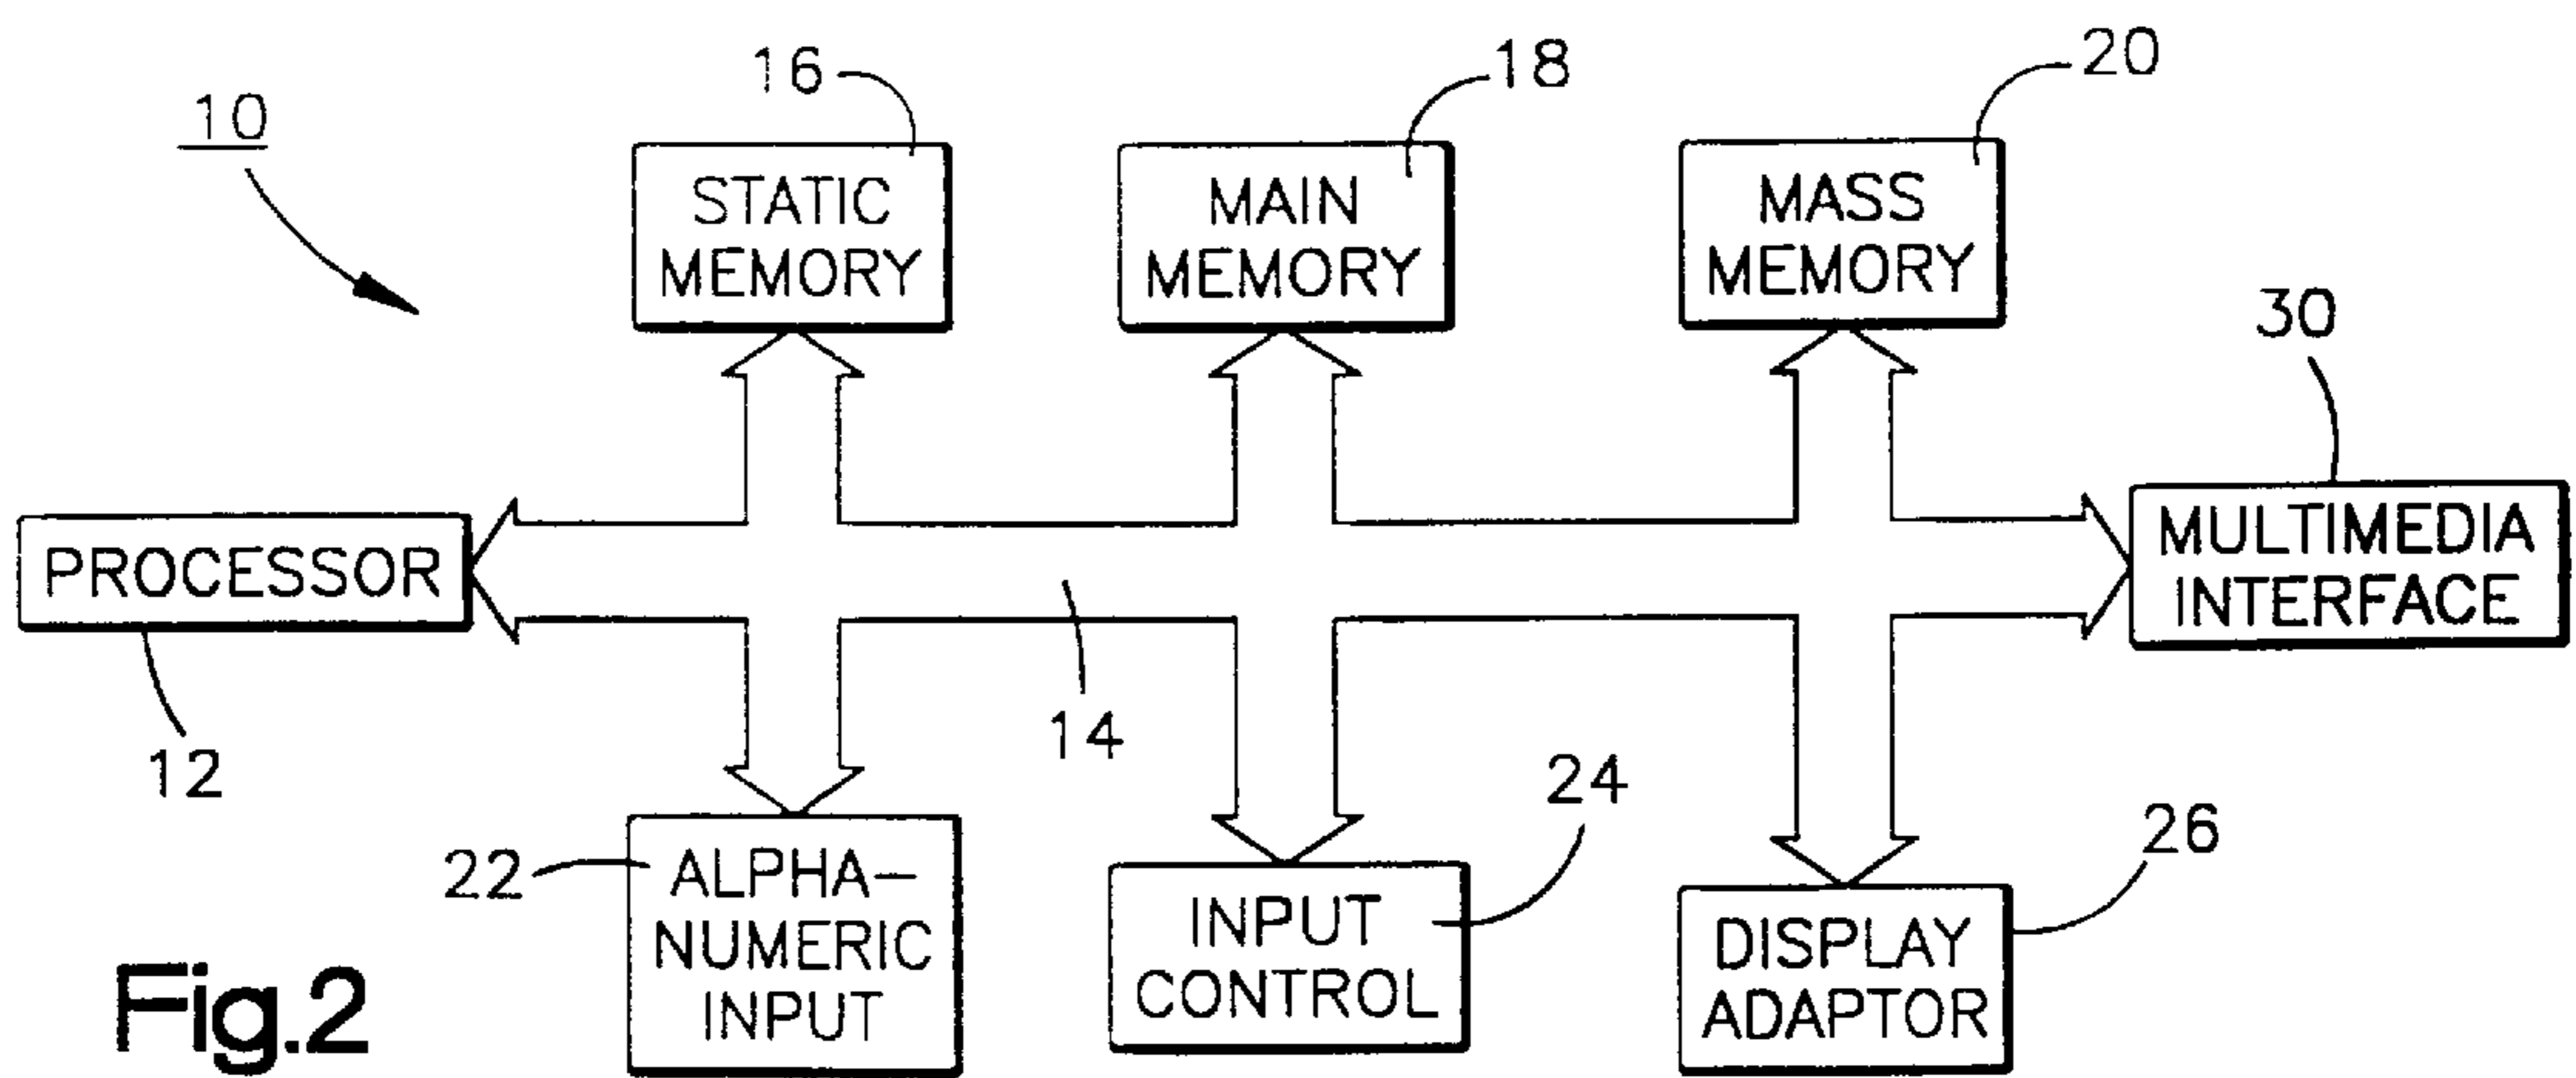 10
16
18
20
STATIC
MEMORY
MAIN
MEMORY
MASS
MEMORY
30
PROCESSOR
12
14
MULTIMEDIA
INTERFACE
22
ALPHA-
NUMERIC
INPUT
24
INPUT
CONTROL
26
DISPLAY
ADAPTOR
Fig.2